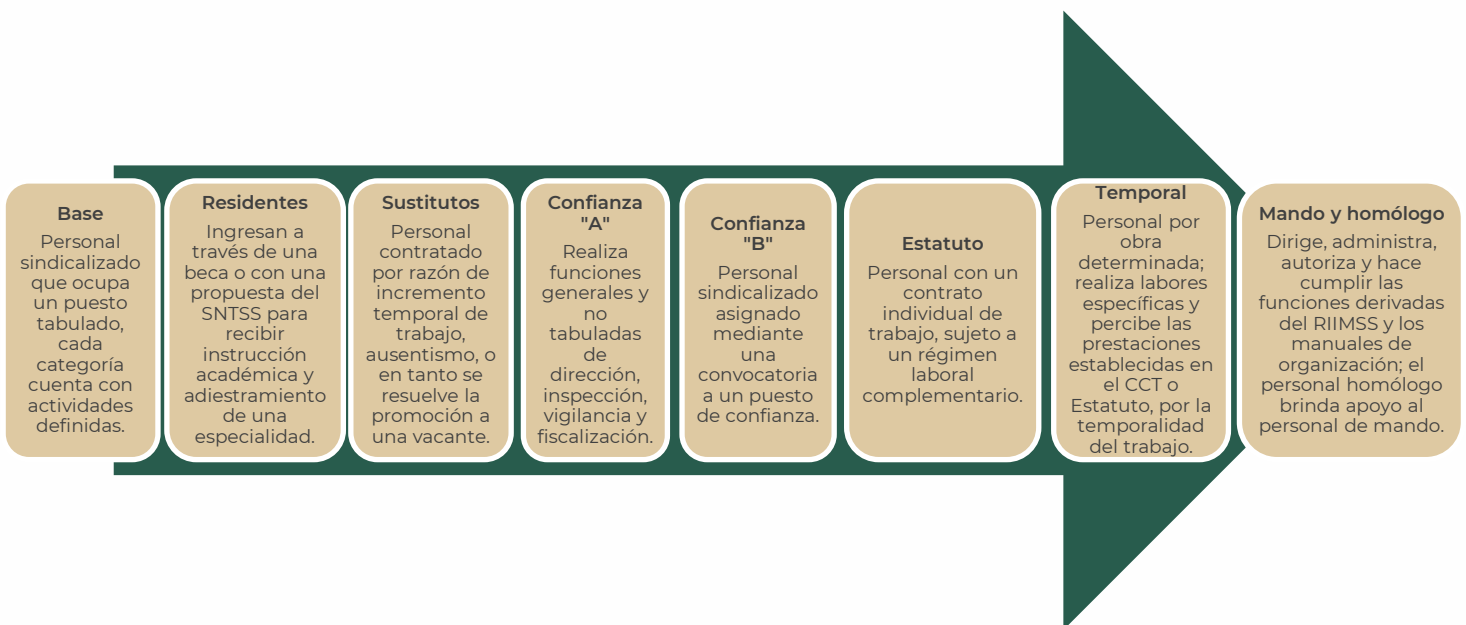 Base
Personal
sindicalizado
que ocupa
un puesto
tabulado,
cada
categoría
cuenta con
actividades
definidas.
Residentes
Ingresan a
través de una
beca o con una
propuesta del
SNTSS para
recibir
instrucción
académica y
adiestramiento
de una
especialidad.
Sustitutos
Personal
contratado
por razón de
incremento
temporal de
trabajo,
ausentismo, o
en tanto se
resuelve la
promoción a
una vacante.
Confianza
"A"
Realiza
funciones
generales y
no
tabuladas
de
dirección,
inspección,
vigilancia y
fiscalización.
Confianza
"B"
Personal
sindicalizado
asignado
mediante
una
convocatoria
a un puesto
de confianza.
Estatuto
Personal con un
contrato
individual de
trabajo, sujeto a
un régimen
laboral
complementario.
Temporal
Personal por
obra
determinada;
realiza labores
específicas y
percibe las
prestaciones
establecidas en
el CCT o
Estatuto, por la
temporalidad
del trabajo.
Mando y homólogo
Dirige, administra,
autoriza y hace
cumplir las
funciones derivadas
del RIIMSS y los
manuales de
organización; el
personal homólogo
brinda apoyo al
personal de mando.